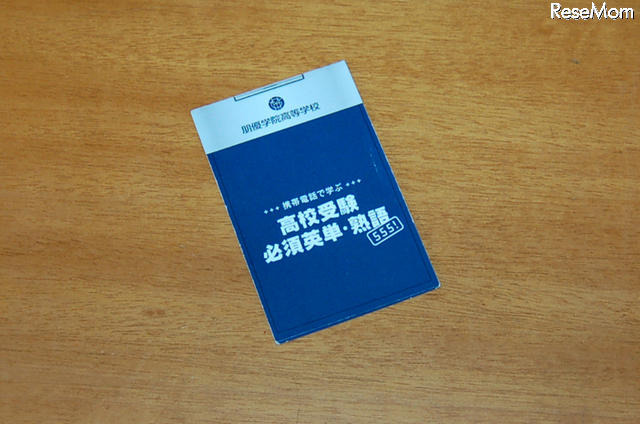 ReseMom
肌優学院高等学校
携帯電話で学ぶ
高校受験
必須英単・熟語
555!